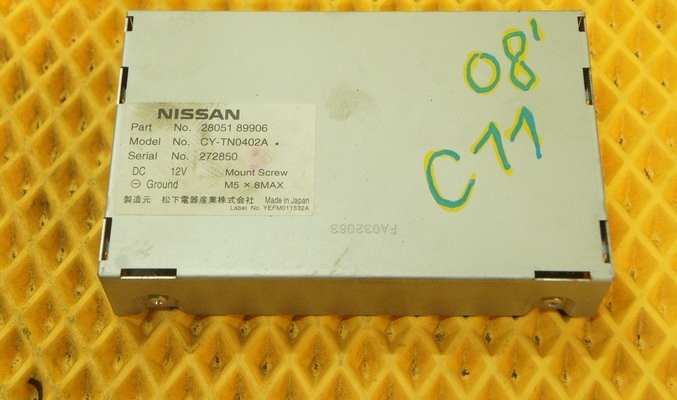 08'
C11
NISSAN
Part No. 28051 89906
Model No. CY-TN0402A
Serial No. 272850
DC 12V Mount Screw
⊖ Ground M5 × 8MAX
製造元 松下電器産業株式会社 Made in Japan
Label No. YEFM011532A
FA032063